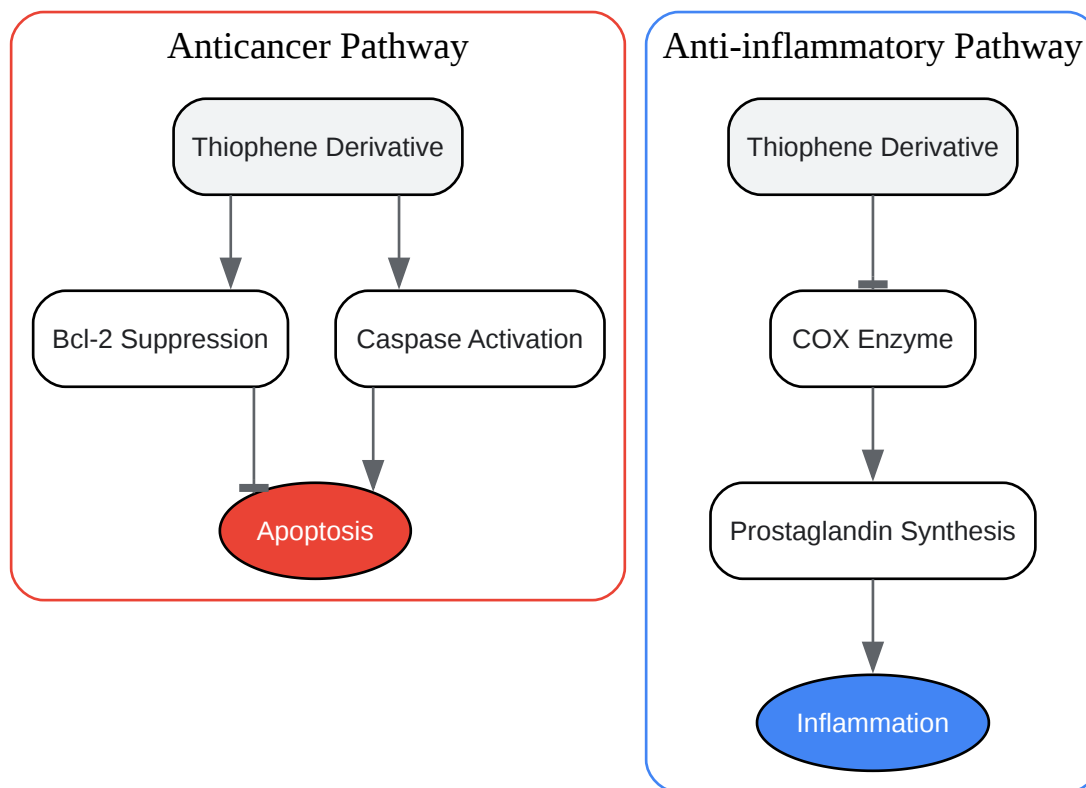 Anticancer Pathway
Thiophene Derivative
Bcl-2 Suppression
Caspase Activation
Apoptosis
Anti-inflammatory Pathway
Thiophene Derivative
COX Enzyme
Prostaglandin Synthesis
Inflammation